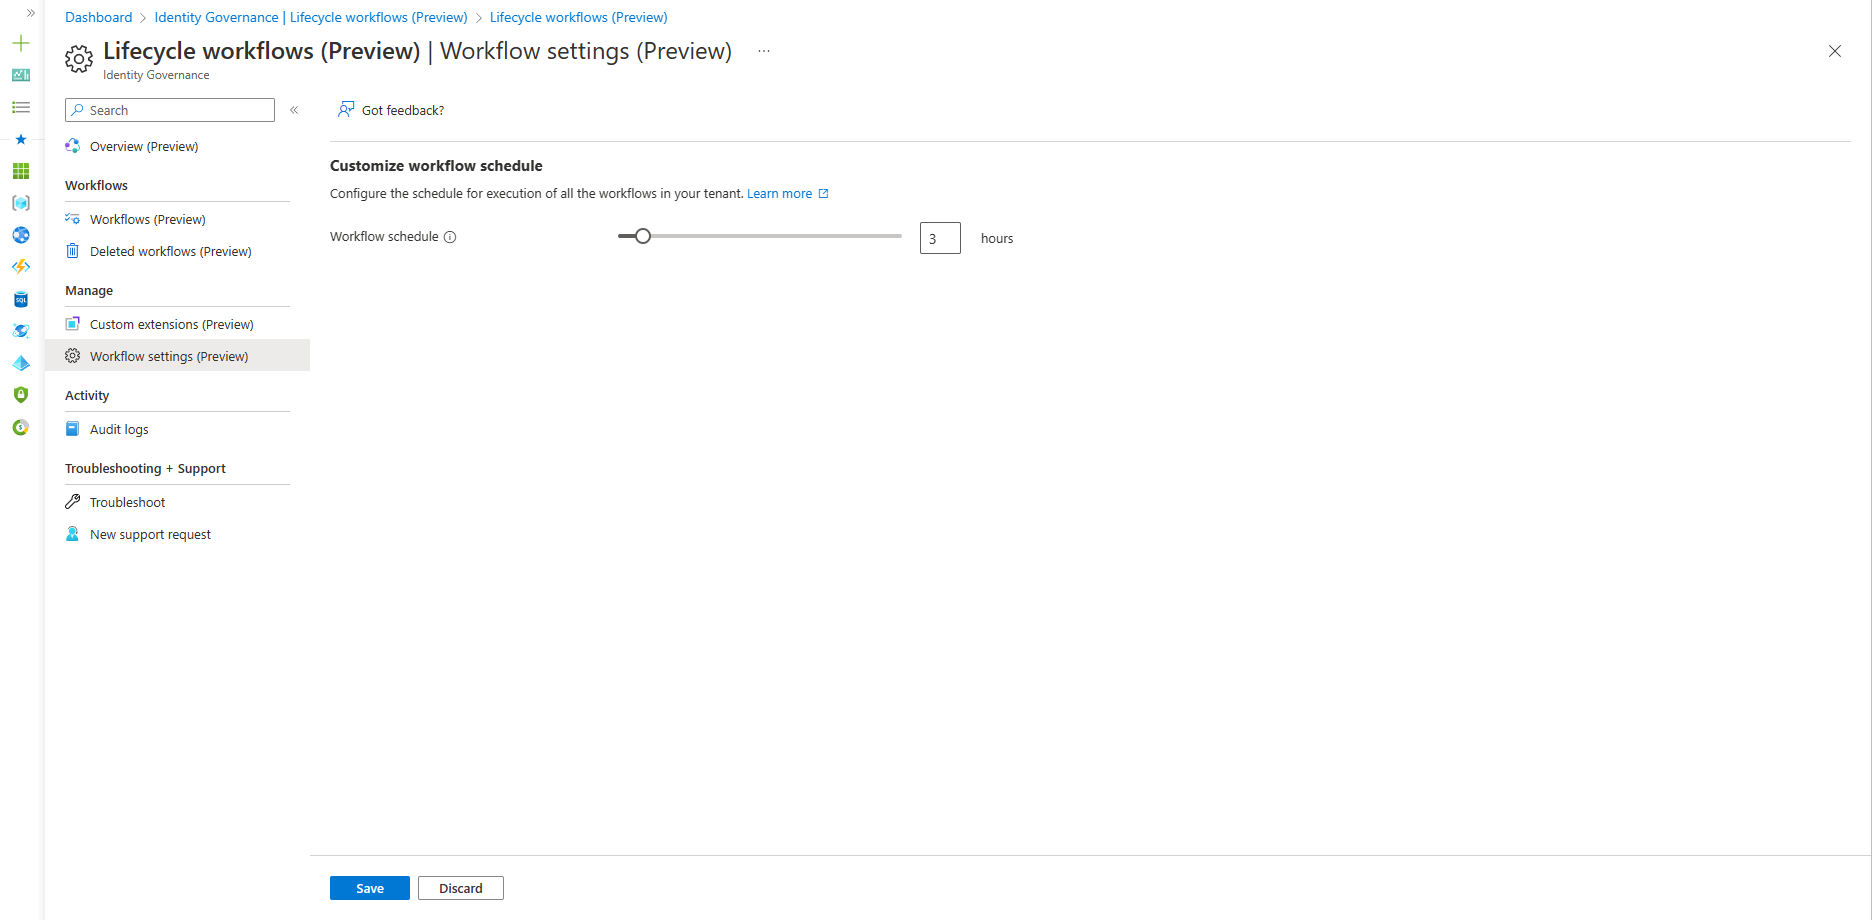 Dashboard > Identity Governance | Lifecycle workflows (Preview) > Lifecycle workflows (Preview)
Lifecycle workflows (Preview) | Workflow settings (Preview) ...
Identity Governance
Search
Got feedback?
Overview (Preview)
Workflows
Workflows (Preview)
Deleted workflows (Preview)
Manage
Custom extensions (Preview)
Workflow settings (Preview)
Activity
Audit logs
Troubleshooting + Support
Troubleshoot
New support request
Customize workflow schedule
Configure the schedule for execution of all the workflows in your tenant. Learn more
Workflow schedule 3 hours
Save Discard